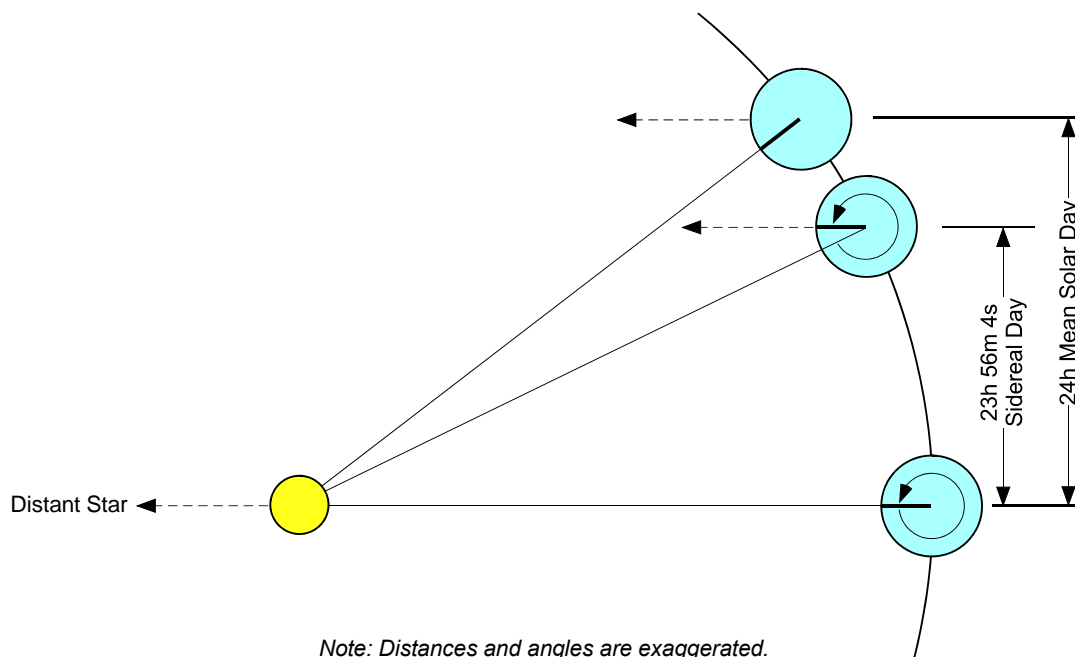 Distant Star
23h 56m 4s
Sidereal Day
24h Mean Solar Day
Note: Distances and angles are exaggerated.